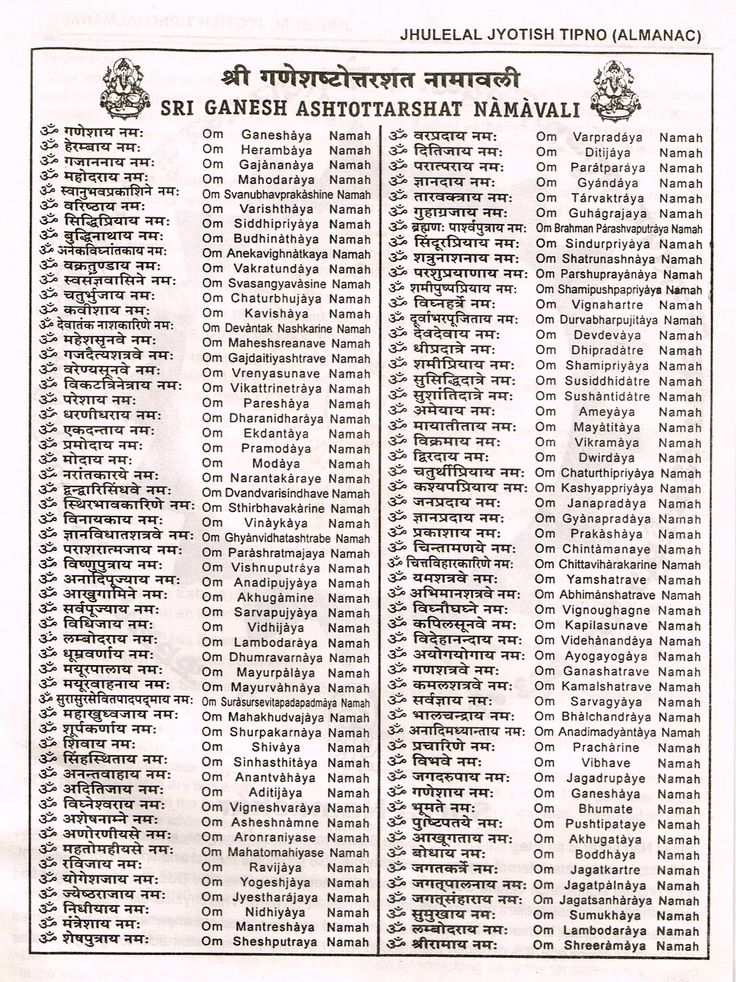 JHULELAL JYOTISH TIPNO (ALMANAC)
श्री गणेशष्टोत्तरशत नामावली
SRI GANESH ASHTOTTARSHAT NÀMÀVALI
ॐ गणेशाय नमः Om Ganeshàya Namah
ॐ हेरम्बाय नमः Om Herambàya Namah
ॐ गजाननाय नमः Om Gajànanàya Namah
ॐ महोदराय नमः Om Mahodaràya Namah
ॐ स्वानुभवप्रकाशिने नमः Om Svanubhavprakàshine Namah
ॐ वरिष्ठाय नमः Om Varishthàya Namah
ॐ सिद्धिप्रियाय नमः Om Siddhipriyàya Namah
ॐ बुद्धिनाथाय नमः Om Budhinàthàya Namah
ॐ अनेकविघ्नांतकाय नमः Om Anekavighnàtkaya Namah
ॐ वक्रतुण्डाय नमः Om Vakratundàya Namah
ॐ स्वसंज्ञवासिने नमः Om Svasangyavàsine Namah
ॐ चतुर्भुजाय नमः Om Chaturbhujàya Namah
ॐ कवीशाय नमः Om Kavishàya Namah
ॐ देवातंक नाशकारिणे नमः Om Devàntak Nashkarine Namah
ॐ महेशसूनवे नमः Om Maheshsreanave Namah
ॐ गजदैत्यशत्रवे नमः Om Gajdaitiyashtrave Namah
ॐ वरेण्यसूनवे नमः Om Vrenyasunave Namah
ॐ विकटत्रिनेत्राय नमः Om Vikattrinetràya Namah
ॐ परेशाय नमः Om Pareshàya Namah
ॐ धरणीधराय नमः Om Dharanidharàya Namah
ॐ एकदन्ताय नमः Om Ekdantàya Namah
ॐ प्रमोदाय नमः Om Pramodàya Namah
ॐ मोदाय नमः Om Modàya Namah
ॐ नरांतकारये नमः Om Narantakàraye Namah
ॐ द्वन्द्वारिसिंधवे नमः Om Dvandvarisindhave Namah
ॐ स्थिरभावकारिणे नमः Om Sthirbhavakàrine Namah
ॐ विनायकाय नमः Om Vinàykàya Namah
ॐ ज्ञानविधातशत्रवे नमः Om Ghyànvidhatashtrabe Namah
ॐ पराशरात्मजाय नमः Om Paràshratmajaya Namah
ॐ विष्णुपुत्राय नमः Om Vishnuputràya Namah
ॐ अनादिपूज्याय नमः Om Anadipujyàya Namah
ॐ आखुगामिने नमः Om Akhugàmine Namah
ॐ सर्वपूज्याय नमः Om Sarvapujyày Namah
ॐ विधिजाय नमः Om Vidhijàya Namah
ॐ लम्बोदराय नमः Om Lambodaràya Namah
ॐ धूम्रवर्णाय नमः Om Dhumravarnàya Namah
ॐ मयूरपालाय नमः Om Mayurpàlàya Namah
ॐ मयूरवाहनाय नमः Om Mayurvàhnàya Namah
ॐ सुरासुरसेवितपादपद्माय नमः Om Suràsursevitapadapadmàya Namah
ॐ महाखुध्वजाय नमः Om Mahakhudvajàya Namah
ॐ शूर्पकर्णाय नमः Om Shurpakarnàya Namah
ॐ शिवाय नमः Om Shivàya Namah
ॐ सिंहस्थिताय नमः Om Sinhasthitàya Namah
ॐ अनन्तवाहाय नमः Om Anantvàhàya Namah
ॐ अदितिजाय नमः Om Aditijàya Namah
ॐ विघ्नेश्वराय नमः Om Vigneshvaràya Namah
ॐ अशेषनाम्ने नमः Om Asheshnàmne Namah
ॐ अणोरणीयसे नमः Om Aronraniyase Namah
ॐ महतोमहीयसे नमः Om Mahatomahiyase Namah
ॐ रविजाय नमः Om Ravijàya Namah
ॐ योगेशजाय नमः Om Yogeshjàya Namah
ॐ ज्येष्ठराजाय नमः Om Jyestharájaya Namah
ॐ निधीयाय नमः Om Nidhiyàya Namah
ॐ मंत्रेशाय नमः Om Mantreshàya Namah
ॐ शेषपुत्राय नमः Om Sheshputraya Namah
ॐ वरप्रदाय नमः Om Varpradáya Namah
ॐ दितिजाय नमः Om Ditijáya Namah
ॐ परात्पराय नमः Om Parátparáya Namah
ॐ ज्ञानदाय नमः Om Gyándáya Namah
ॐ तारवक्त्राय नमः Om Tárvaktráya Namah
ॐ गुहाग्रजाय नमः Om Guhágrajaya Namah
ॐ ब्रह्मणः पार्श्वपुत्राय नमः Om Brahman Párashvaputràya Namah
ॐ सिंदूरप्रियाय नमः Om Sindurpriyàya Namah
ॐ शत्रुनाशनाय नमः Om Shatrunashnàya Namah
ॐ परशुप्रयाणाय नमः Om Parshuprayànàya Namah
ॐ शमीपुष्पप्रियाय नमः Om Shamipushpapriyàya Namah
ॐ विघ्नहर्त्रे नमः Om Vignahartre Namah
ॐ दूर्वाभरपूजिताय नमः Om Durvabharpujitàya Namah
ॐ देवदेवाय नमः Om Devdevàya Namah
ॐ धीप्रदात्रे नमः Om Dhipradàtre Namah
ॐ शमीप्रियाय नमः Om Shamipriyàya Namah
ॐ सुसिद्धिदात्रे नमः Om Susiddhidàtre Namah
ॐ सुशांतिदात्रे नमः Om Sushàntidàtre Namah
ॐ अमेयाय नमः Om Ameyàya Namah
ॐ मायातीताय नमः Om Mayàtitàya Namah
ॐ विक्रमाय नमः Om Vikramàya Namah
ॐ द्विरदाय नमः Om Dwirdàya Namah
ॐ चतुर्थीप्रियाय नमः Om Chaturthipriyàya Namah
ॐ कश्यपप्रियाय नमः Om Kashyappriyàya Namah
ॐ जनप्रदाय नमः Om Janapradàya Namah
ॐ ज्ञानप्रदाय नमः Om Gyànapradàya Namah
ॐ प्रकाशाय नमः Om Prakàshàya Namah
ॐ चिन्तामणये नमः Om Chintàmanaye Namah
ॐ चित्तविहारकारिणे नमः Om Chittavihàrakarine Namah
ॐ यमशत्रवे नमः Om Yamshatrave Namah
ॐ अभिमानशत्रवे नमः Om Abhimànshatrave Namah
ॐ विघ्नौघघ्ने नमः Om Vignoughagne Namah
ॐ कपिलसूनवे नमः Om Kapilasunave Namah
ॐ विदेहानन्दाय नमः Om Videhànandàya Namah
ॐ अयोगयोगाय नमः Om Ayogayogàya Namah
ॐ गणशत्रवे नमः Om Ganashatrave Namah
ॐ कमलशत्रवे नमः Om Kamalshatrave Namah
ॐ सर्वज्ञाय नमः Om Sarvagyày Namah
ॐ भालचन्द्राय नमः Om Bhàlchandràya Namah
ॐ अनादिमध्यान्ताय नमः Om Anadimadyàntàya Namah
ॐ प्रचारिणे नमः Om Prachàrine Namah
ॐ विभवे नमः Om Vibhave Namah
ॐ जगदरुपाय नमः Om Jagadrupàye Namah
ॐ गणेशाय नमः Om Ganeshàya Namah
ॐ भूमते नमः Om Bhumate Namah
ॐ पुष्टिपतये नमः Om Pushtipataye Namah
ॐ आखूगताय नमः Om Akhugatàya Namah
ॐ बोधाय नमः Om Boddhàya Namah
ॐ जगतकर्त्रे नमः Om Jagatkartre Namah
ॐ जगत्पालनाय नमः Om Jagatpàlnàya Namah
ॐ जगत्संहाराय नमः Om Jagatsanhàràya Namah
ॐ सुमुखाय नमः Om Sumukhàya Namah
ॐ लम्बोदराय नमः Om Lambodaràya Namah
ॐ श्रीरामाय नमः Om Shreeràmàya Namah